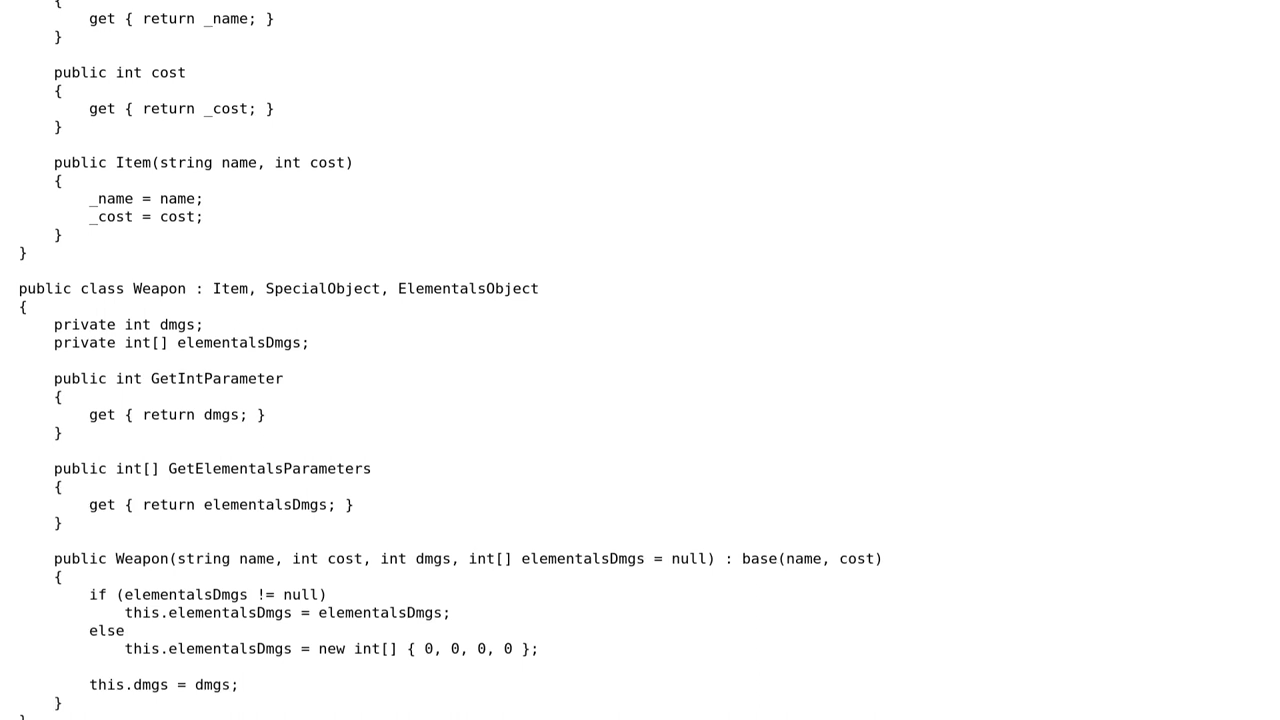 {
get { return _name; }
}
public int cost
{
get { return _cost; }
}
public Item(string name, int cost)
{
_name = name;
_cost = cost;
}
}
public class Weapon : Item, SpecialObject, ElementalsObject
{
private int dmgs;
private int[] elementalsDmgs;
public int GetIntParameter
{
get { return dmgs; }
}
public int[] GetElementalsParameters
{
get { return elementalsDmgs; }
}
public Weapon(string name, int cost, int dmgs, int[] elementalsDmgs = null) : base(name, cost)
{
if (elementalsDmgs != null)
this.elementalsDmgs = elementalsDmgs;
else
this.elementalsDmgs = new int[] { 0, 0, 0, 0 };
this.dmgs = dmgs;
}
}